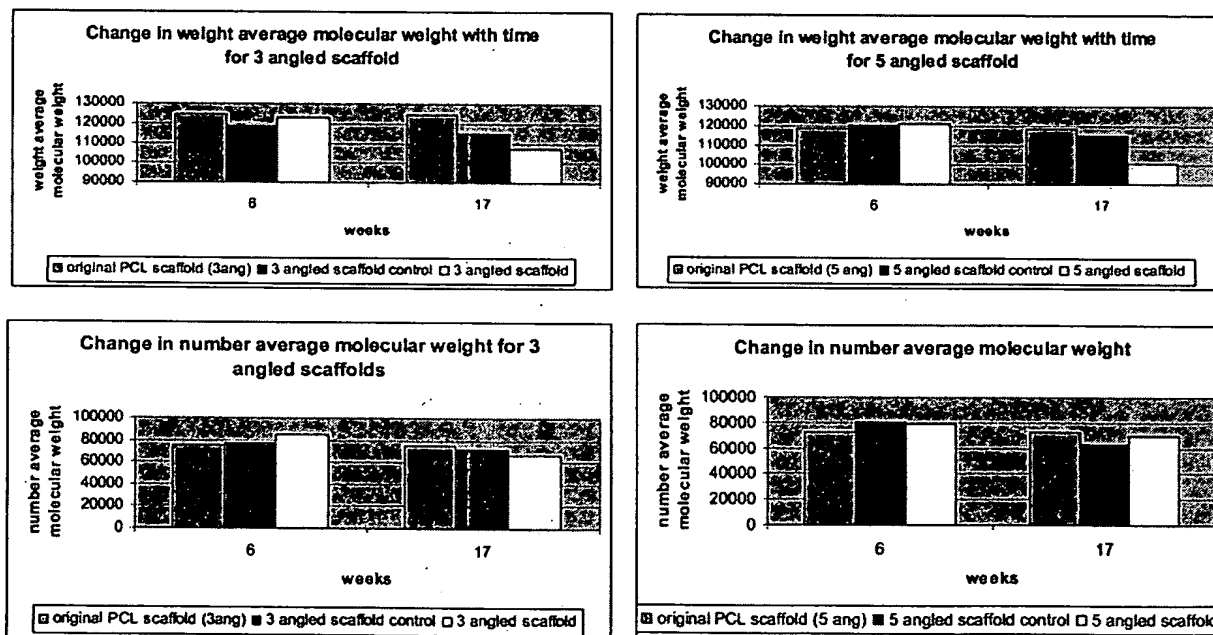 Change in weight average molecular weight with time
for 3 angled scaffold
weight average
molecular weight
130000
120000
110000
100000
90000
6
17
weeks
original PCL scaffold (3ang) 3 angled scaffold control 3 angled scaffold
Change in weight average molecular weight with time
for 5 angled scaffold
weight average
molecular weight
130000
120000
110000
100000
90000
6
17
weeks
original PCL scaffold (5 ang) 5 angled scaffold control 5 angled scaffold
Change in number average molecular weight for 3
angled scaffolds
number average
molecular weight
100000
80000
60000
40000
20000
0
6
17
weeks
original PCL scaffold (3ang) 3 angled scaffold control 3 angled scaffold
Change in number average molecular weight
number average
molecular weight
100000
80000
60000
40000
20000
0
6
17
weeks
original PCL scaffold (5 ang) 5 angled scaffold control 5 angled scaffold